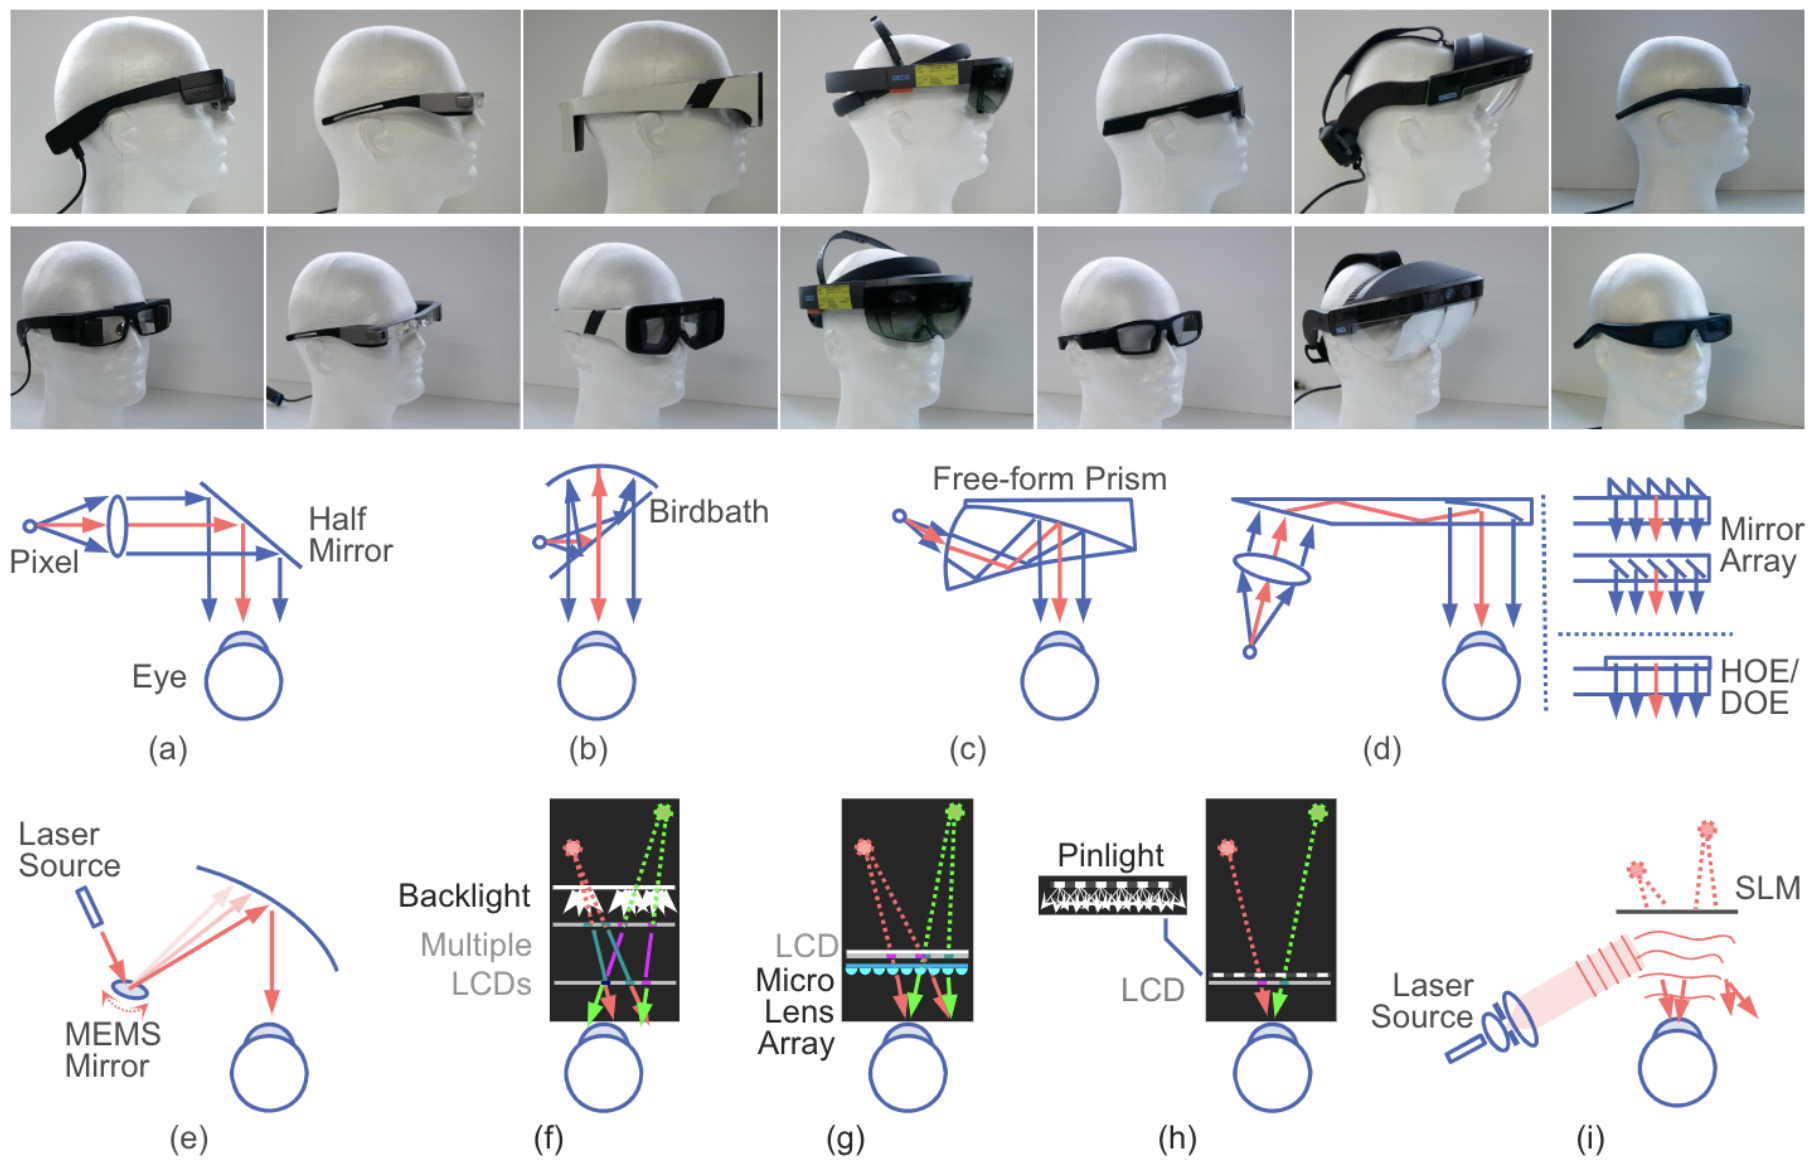 Pixel
Half
Mirror
Eye
(a)
Birdbath
(b)
Free-form Prism
(c)
Mirror
Array
HOE/
DOE
(d)
Laser
Source
MEMS
Mirror
(e)
Backlight
Multiple
LCDs
(f)
LCD
Micro
Lens
Array
(g)
Pinlight
LCD
(h)
SLM
Laser
Source
(i)